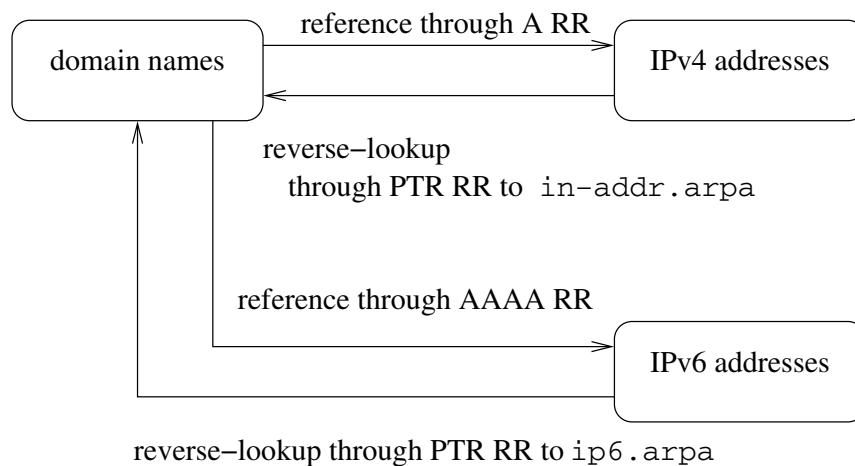 reference through A RR
domain names
IPv4 addresses
reverse−lookup
through PTR RR to in−addr.arpa
reference through AAAA RR
IPv6 addresses
reverse−lookup through PTR RR to ip6.arpa